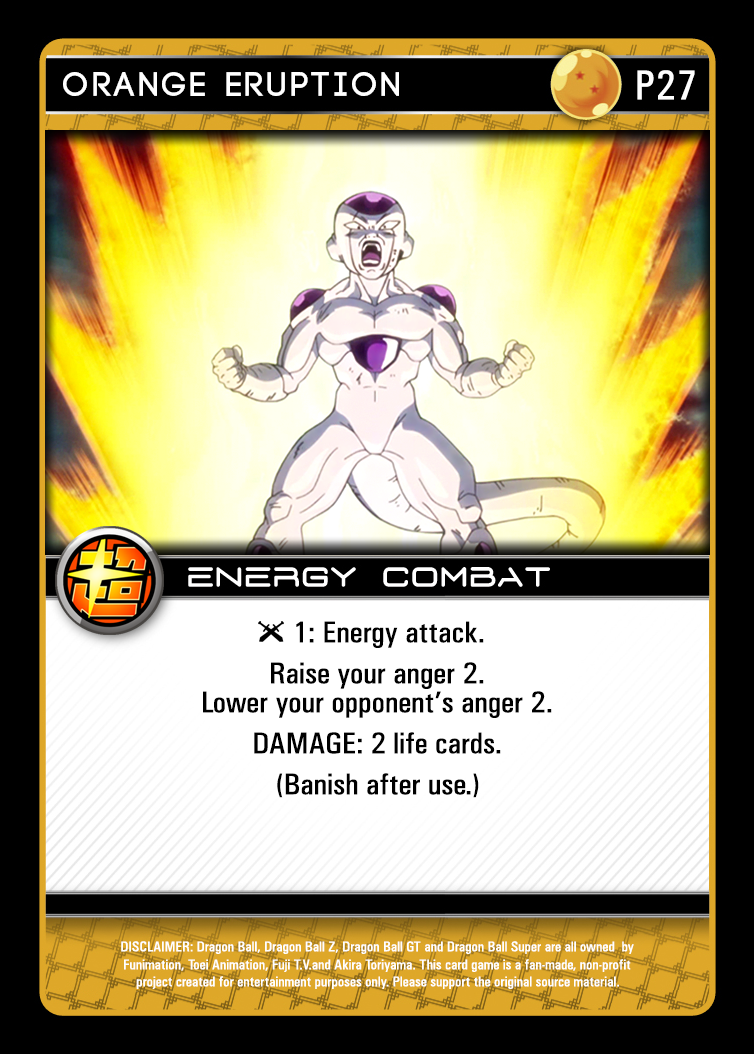 ORANGE ERUPTION
P27
超
ENERGY COMBAT
1: Energy attack.
Raise your anger 2.
Lower your opponent's anger 2.
DAMAGE: 2 life cards.
(Banish after use.)
DISCLAIMER: Dragon Ball, Dragon Ball Z, Dragon Ball GT and Dragon Ball Super are all owned by
Funimation, Toei Animation, Fuji T.V.and Akira Toriyama. This card game is a fan-made, non-profit
project created for entertainment purposes only. Please support the original source material.